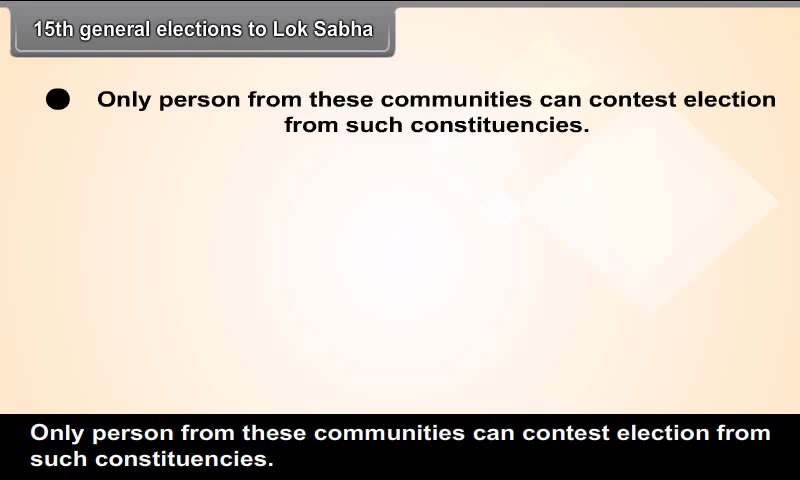 15th general elections to Lok Sabha
Only person from these communities can contest election
from such constituencies.
Only person from these communities can contest election from
such constituencies.